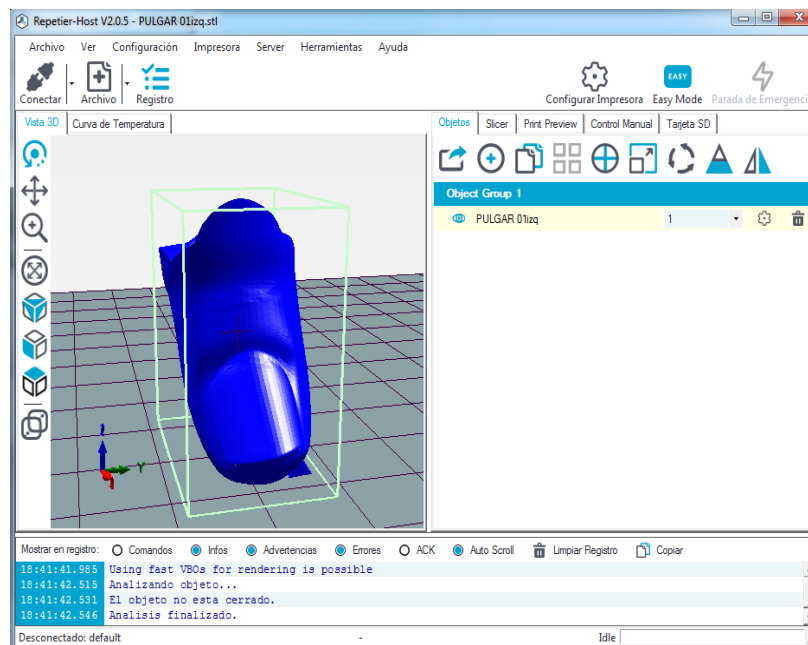 Repetier-Host V2.0.5 - PULGAR 01izq.stl
Archivo Ver Configuración Impresora Server Herramientas Ayuda
Conectar Archivo Registro Configurar Impresora Easy Mode Parada de Emergenci
EASY
Vista 3D Curva de Temperatura
Objetos Slicer Print Preview Control Manual Tarjeta SD
Object Group 1
PULGAR 01izq 1
Z
Y
Mostrar en registro: Comandos Infos Advertencias Errores ACK Auto Scroll Limpiar Registro Copiar
18:41:41.985 Using fast VBOs for rendering is possible
18:41:42.515 Analizando objeto...
18:41:42.531 El objeto no esta cerrado.
18:41:42.546 Analisis finalizado.
Desconectado: default - Idle